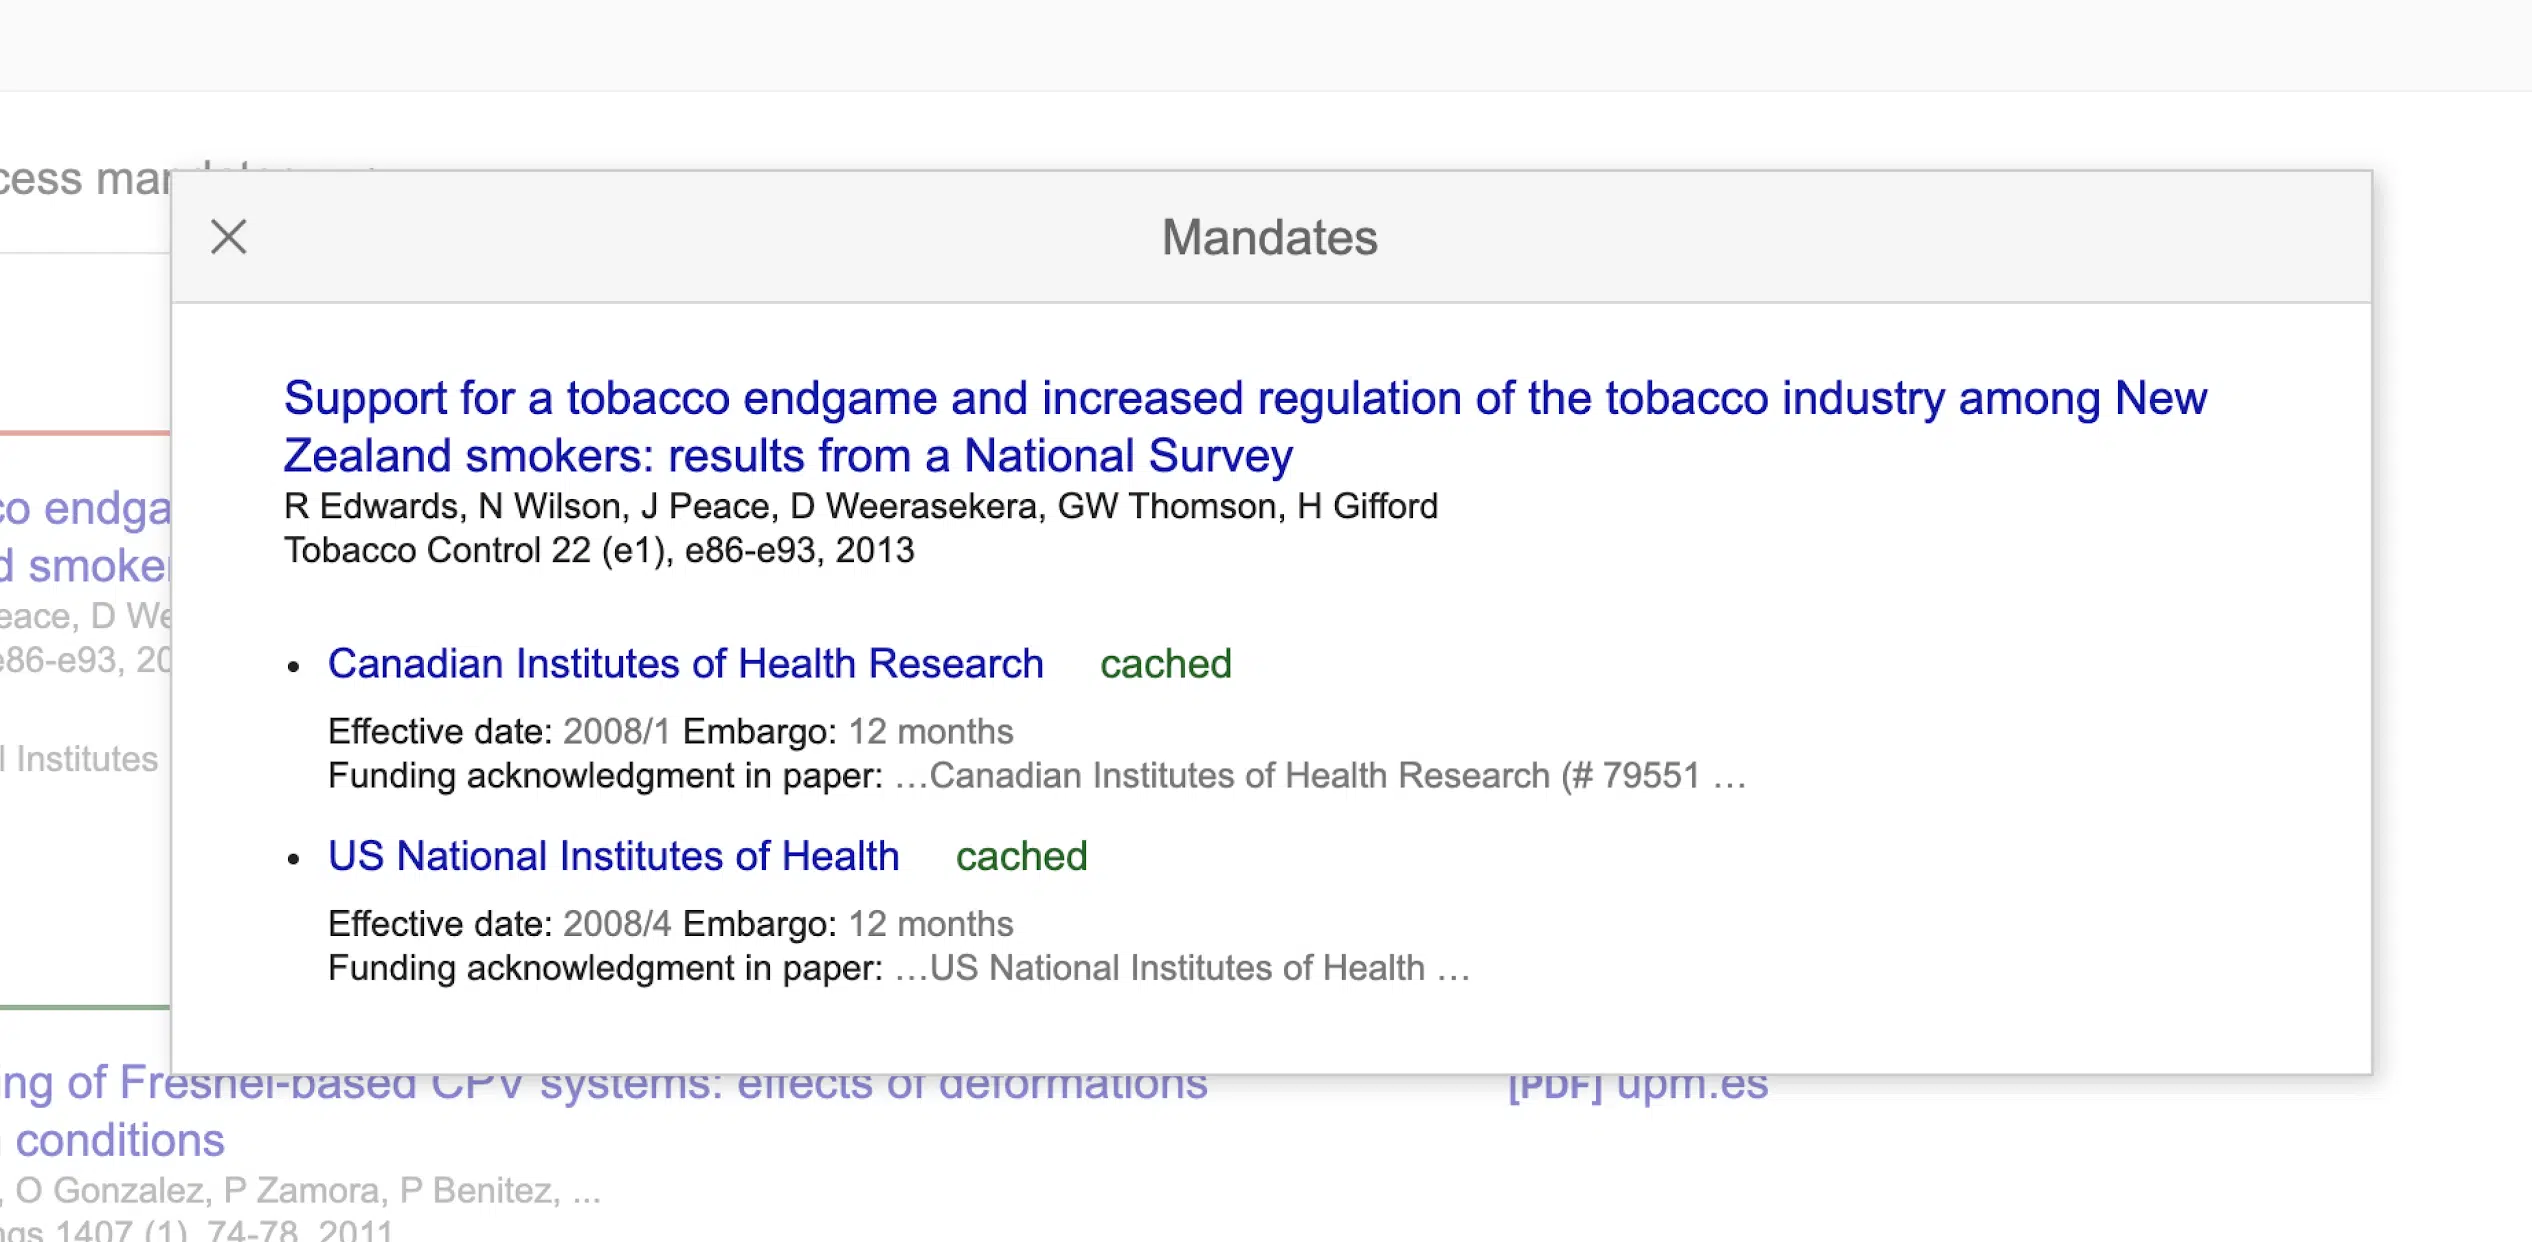 cess
Mandates
Support for a tobacco endgame and increased regulation of the tobacco industry among New
Zealand smokers: results from a National Survey
R Edwards, N Wilson, J Peace, D Weerasekera, GW Thomson, H Gifford
Tobacco Control 22 (e1), e86-e93, 2013
co endga
d smoke
eace, D We
e86-e93, 20
• Canadian Institutes of Health Research cached
Effective date: 2008/1 Embargo: 12 months
Funding acknowledgment in paper: …Canadian Institutes of Health Research (# 79551 …
l Institutes
• US National Institutes of Health cached
Effective date: 2008/4 Embargo: 12 months
Funding acknowledgment in paper: …US National Institutes of Health …
ing of Fresnel-based CPV systems: effects of deformations [PDF] upm.es
conditions
, O Gonzalez, P Zamora, P Benitez, ...
ngs 1407 (1), 74-78, 2011